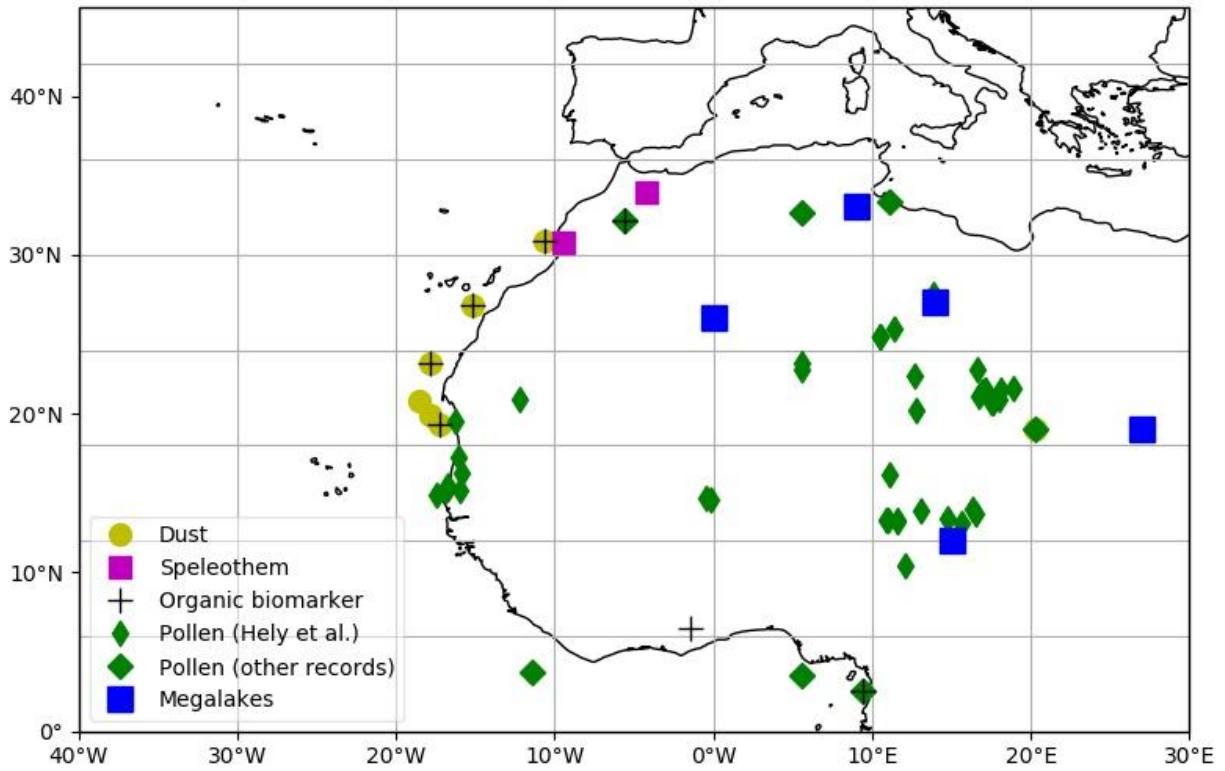 40°N
30°N
20°N
10°N
0°
Dust
Speleothem
Organic biomarker
Pollen (Hely et al.)
Pollen (other records)
Megalakes
40°W 30°W 20°W 10°W 0°W 10°E 20°E 30°E